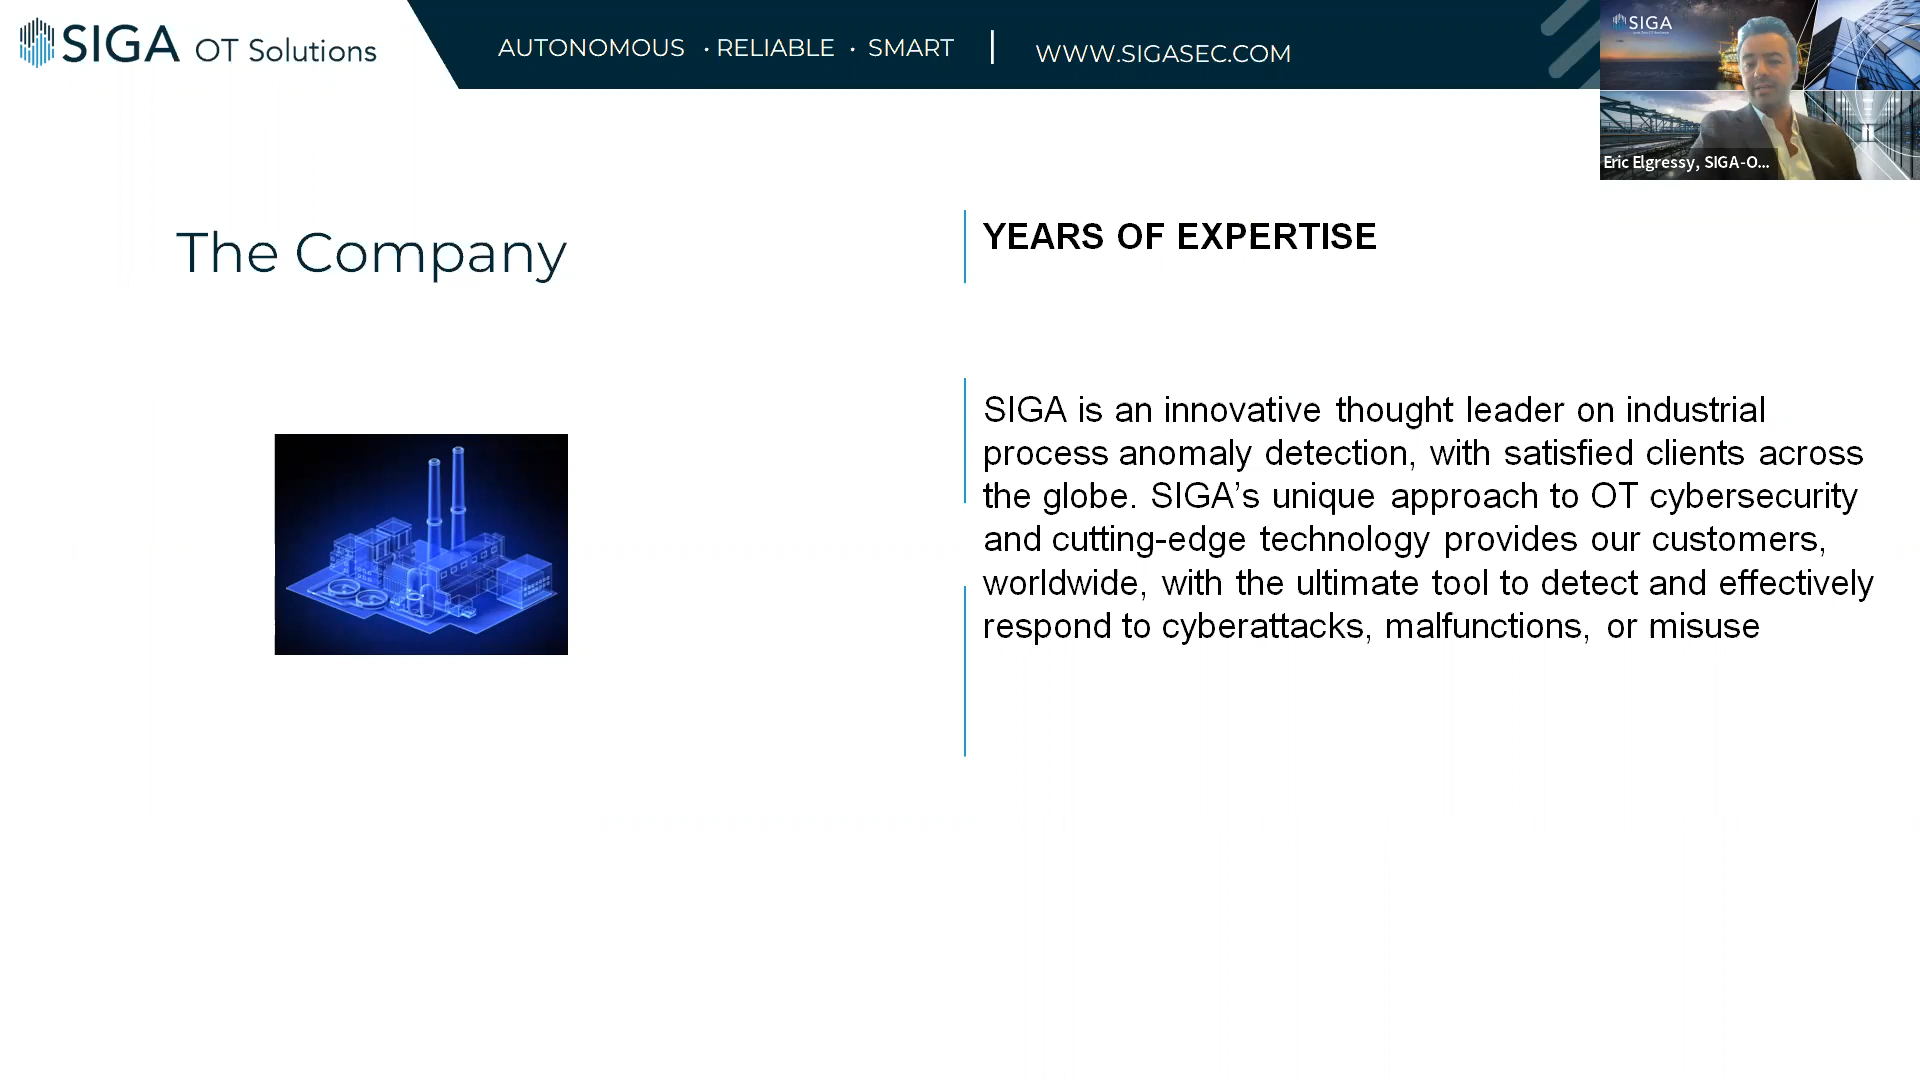 SIGA OT Solutions
AUTONOMOUS · RELIABLE · SMART | WWW.SIGASEC.COM
SIGA
Eric Elgressy, SIGA-O...
The Company
YEARS OF EXPERTISE
SIGA is an innovative thought leader on industrial
process anomaly detection, with satisfied clients across
the globe. SIGA’s unique approach to OT cybersecurity
and cutting-edge technology provides our customers,
worldwide, with the ultimate tool to detect and effectively
respond to cyberattacks, malfunctions, or misuse